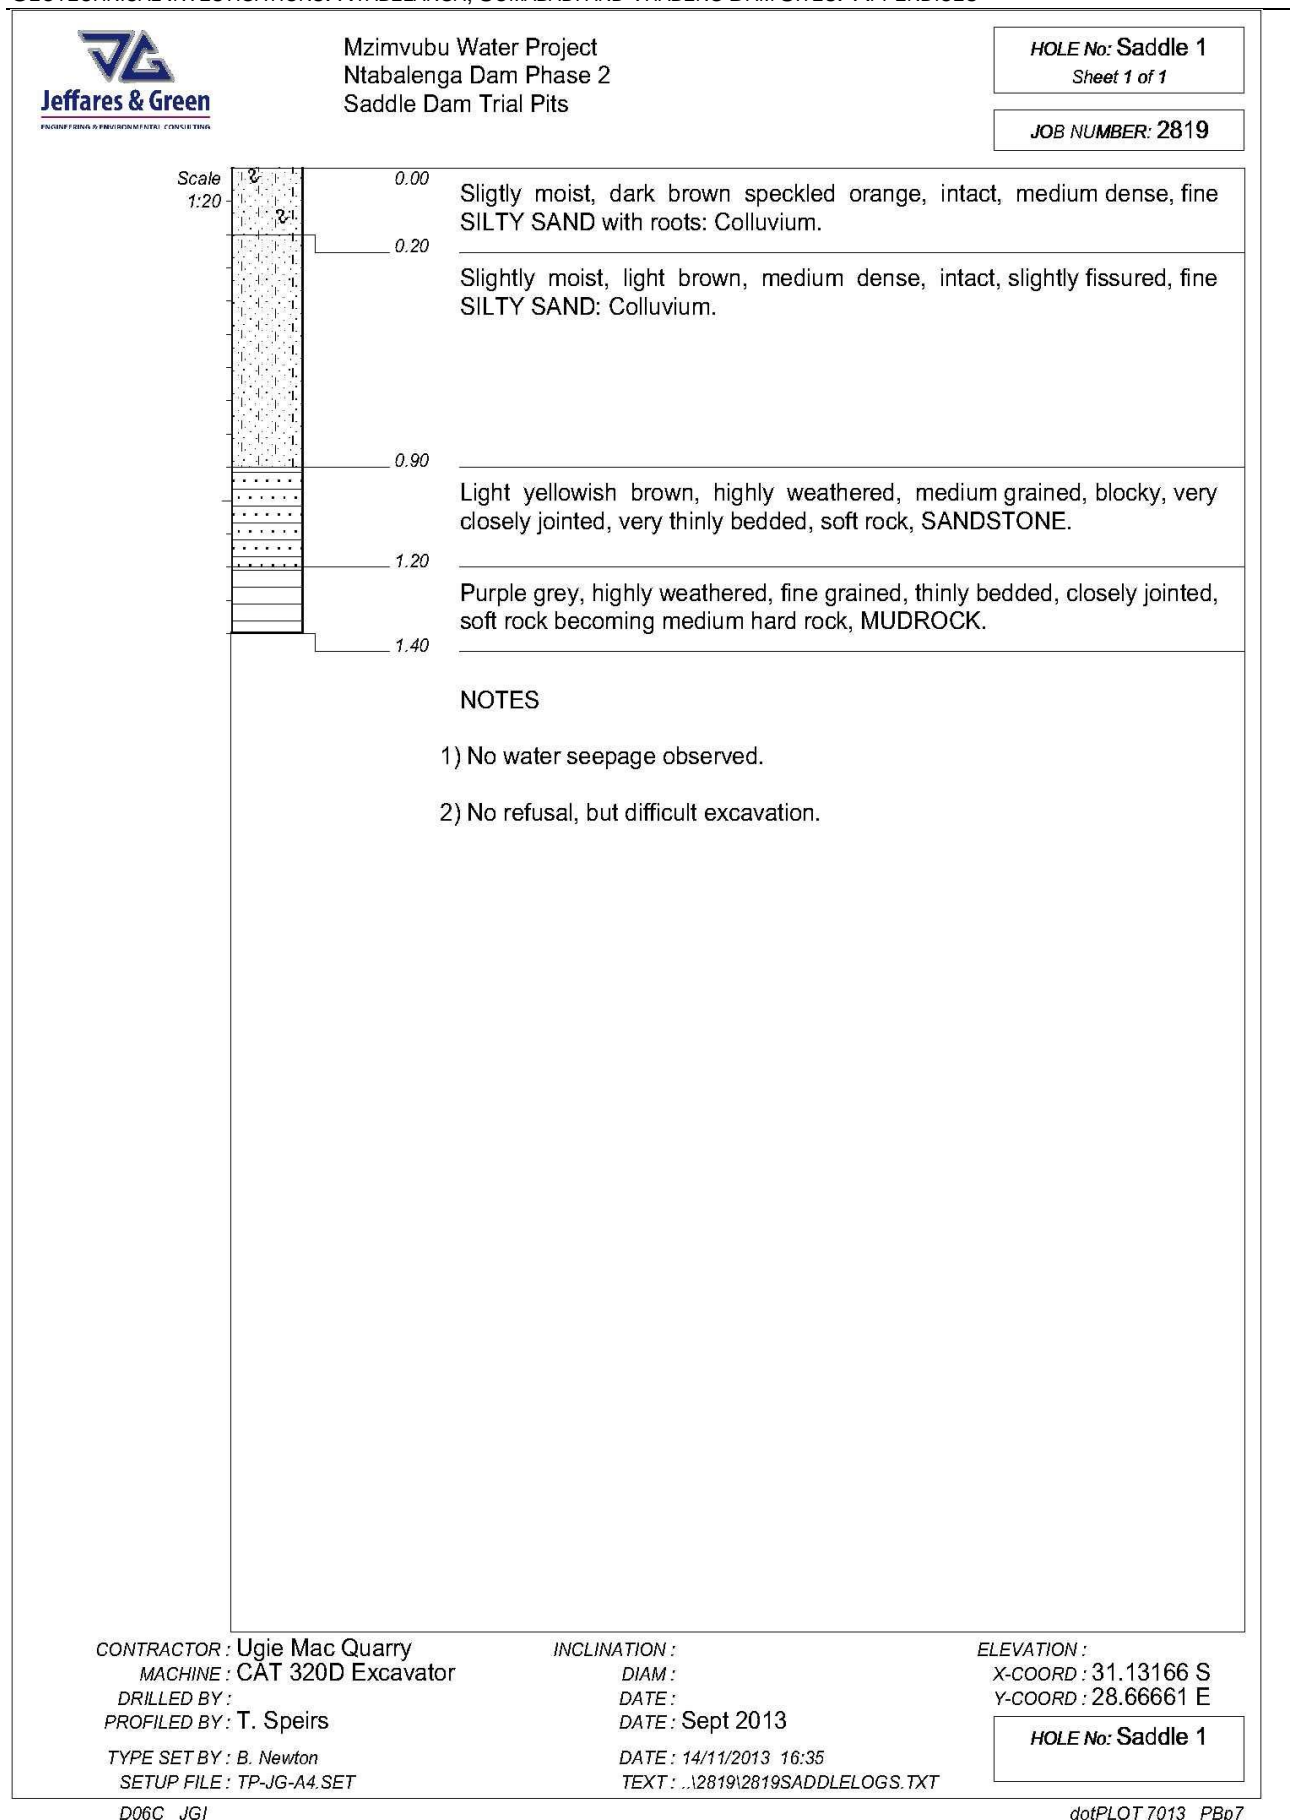 Jeffares & Green
ENGINEERING & ENVIRONMENTAL CONSULTING
Mzimvubu Water Project
Ntabalenga Dam Phase 2
Saddle Dam Trial Pits
HOLE No: Saddle 1
Sheet 1 of 1
JOB NUMBER: 2819
Scale
1:20
0.00
Sligtly moist, dark brown speckled orange, intact, medium dense, fine
SILTY SAND with roots: Colluvium.
0.20
Slightly moist, light brown, medium dense, intact, slightly fissured, fine
SILTY SAND: Colluvium.
0.90
Light yellowish brown, highly weathered, medium grained, blocky, very
closely jointed, very thinly bedded, soft rock, SANDSTONE.
1.20
Purple grey, highly weathered, fine grained, thinly bedded, closely jointed,
soft rock becoming medium hard rock, MUDROCK.
1.40
NOTES
1) No water seepage observed.
2) No refusal, but difficult excavation.
CONTRACTOR : Ugie Mac Quarry
MACHINE : CAT 320D Excavator
DRILLED BY :
PROFILED BY : T. Speirs
TYPE SET BY : B. Newton
SETUP FILE : TP-JG-A4.SET
INCLINATION :
DIAM :
DATE :
DATE : Sept 2013
DATE : 14/11/2013 16:35
TEXT : ..\2819\2819SADDLELOGS.TXT
ELEVATION :
X-COORD : 31.13166 S
Y-COORD : 28.66661 E
HOLE No: Saddle 1
D06C JGI
dotPLOT 7013 PBp7